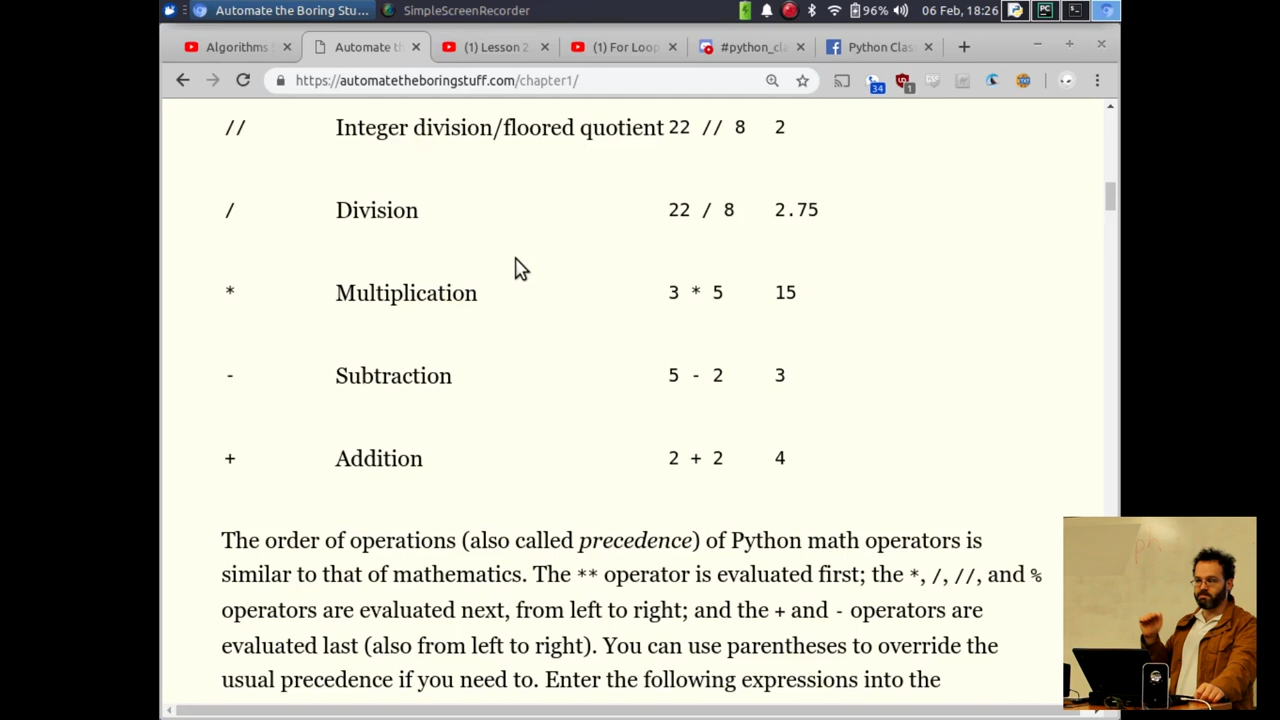 Automate the Boring Stu...
SimpleScreenRecorder
96%
06 Feb, 18:26
Algorithms
Automate th
(1) Lesson 2
(1) For Loop
#python_cla
Python Clas
https://automatetheboringstuff.com/chapter1/
34
1
// Integer division/floored quotient 22 // 8 2
/ Division 22 / 8 2.75
* Multiplication 3 * 5 15
- Subtraction 5 - 2 3
+ Addition 2 + 2 4
The order of operations (also called precedence) of Python math operators is
similar to that of mathematics. The ** operator is evaluated first; the *, /, //, and %
operators are evaluated next, from left to right; and the + and - operators are
evaluated last (also from left to right). You can use parentheses to override the
usual precedence if you need to. Enter the following expressions into the